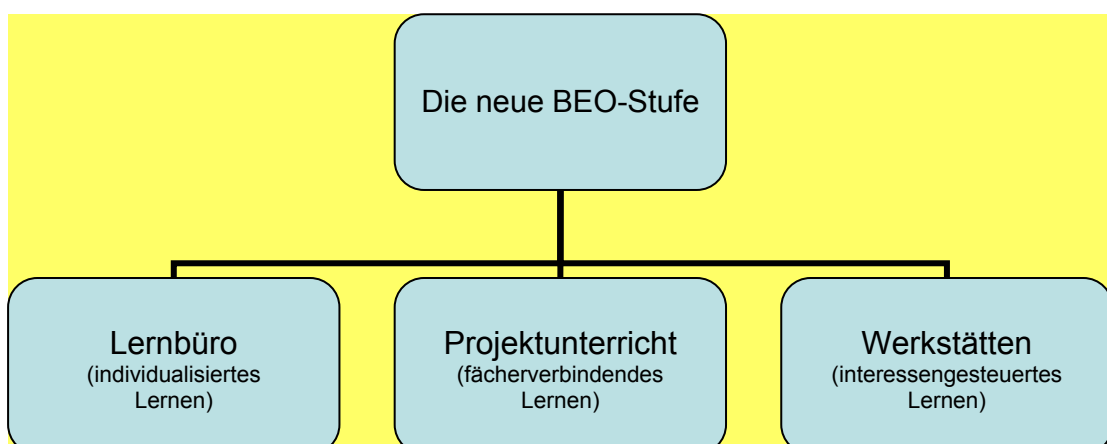 Die neue BEO-Stufe
Lernbüro
(individualisiertes
Lernen)
Projektunterricht
(fächerverbindendes
Lernen)
Werkstätten
(interessengesteuertes
Lernen)